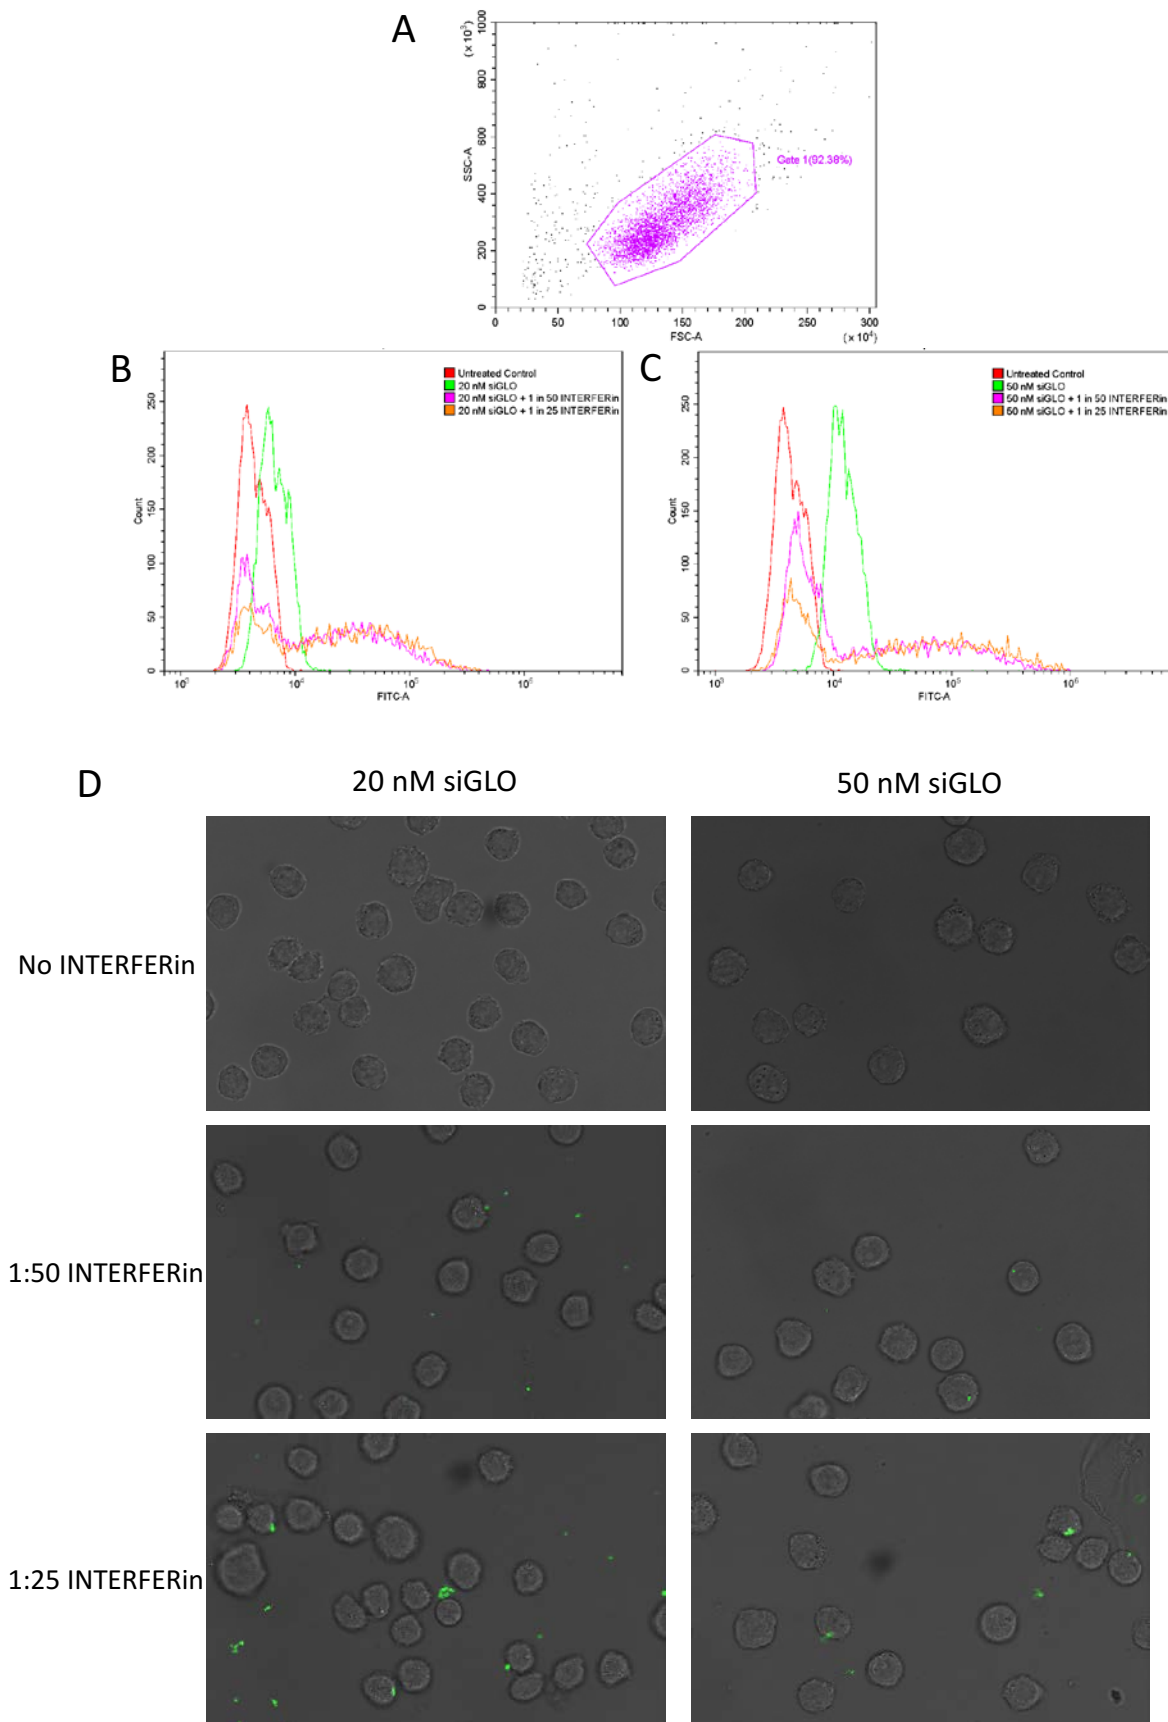 A
(x 10³)
1000
800
600
400
200
0
SSC-A
Gate 1(92.38%)
0 50 100 150 200 250 300
FSC-A
(x 10⁴)
B
Untreated Control
20 nM siGLO
20 nM siGLO + 1 in 50 INTERFERin
20 nM siGLO + 1 in 25 INTERFERin
250
200
150
100
50
0
Count
FITC-A
C
Untreated Control
50 nM siGLO
50 nM siGLO + 1 in 50 INTERFERin
50 nM siGLO + 1 in 25 INTERFERin
250
200
150
100
50
0
Count
10³ 10⁴ 10⁵ 10⁶
FITC-A
D
20 nM siGLO
50 nM siGLO
No INTERFERin
1:50 INTERFERin
1:25 INTERFERin